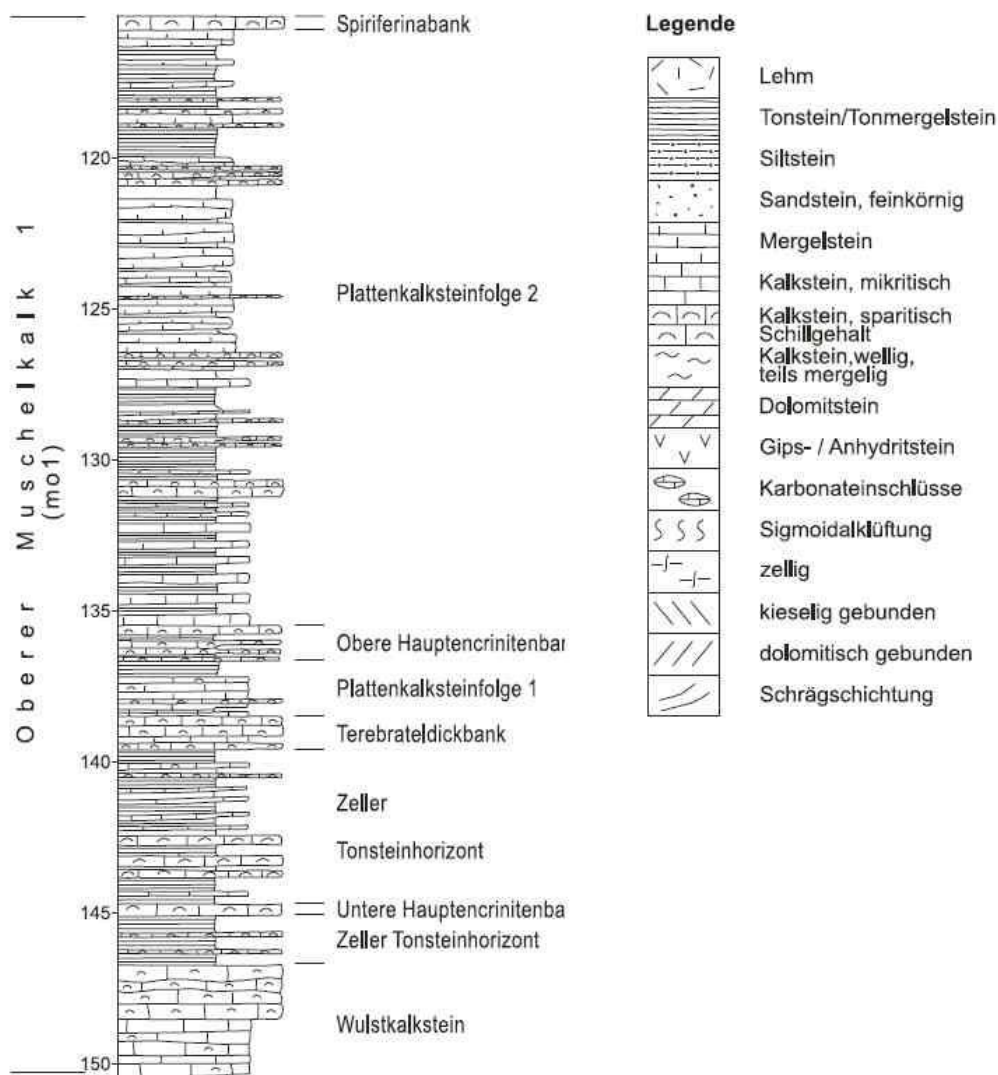 Spiriferinabank
120
Plattenkalksteinfolge 2
125
130
Oberer Muschelkalk 1
(mo1)
135
Obere Hauptencrinitenbar
Plattenkalksteinfolge 1
Terebrateldickbank
140
Zeller
Tonsteinhorizont
145
Untere Hauptencrinitenba
Zeller Tonsteinhorizont
Wulstkalkstein
150
Legende
Lehm
Tonstein/Tonmergelstein
Siltstein
Sandstein, feinkörnig
Mergelstein
Kalkstein, mikritisch
Kalkstein, sparitisch
Schillgehalt
Kalkstein,wellig,
teils mergelig
Dolomitstein
Gips- / Anhydritstein
Karbonateinschlüsse
Sigmoidalklüftung
zellig
kieselig gebunden
dolomitisch gebunden
Schrägschichtung